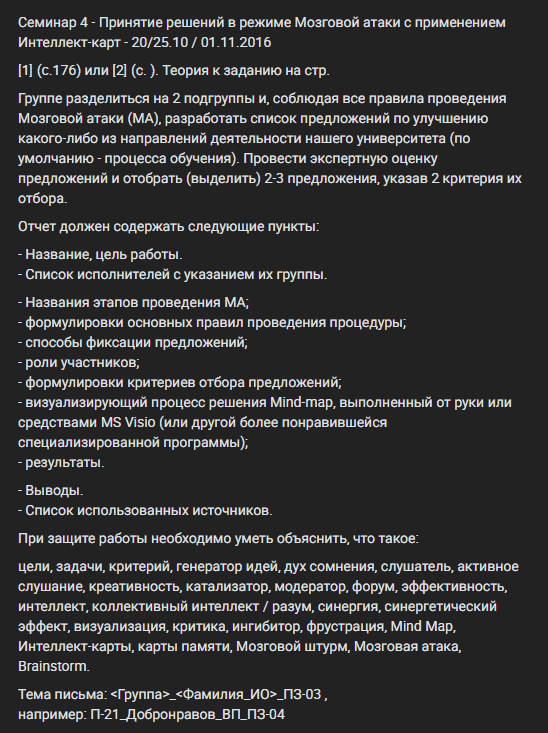 Семинар 4 - Принятие решений в режиме Мозговой атаки с применением
Интеллект-карт - 20/25.10 / 01.11.2016
[1] (с.176) или [2] (с. ). Теория к заданию на стр.
Группе разделиться на 2 подгруппы и, соблюдая все правила проведения
Мозговой атаки (МА), разработать список предложений по улучшению
какого-либо из направлений деятельности нашего университета (по
умолчанию - процесса обучения). Провести экспертную оценку
предложений и отобрать (выделить) 2-3 предложения, указав 2 критерия их
отбора.
Отчет должен содержать следующие пункты:
- Название, цель работы.
- Список исполнителей с указанием их группы.
- Названия этапов проведения МА;
- формулировки основных правил проведения процедуры;
- способы фиксации предложений;
- роли участников;
- формулировки критериев отбора предложений;
- визуализирующий процесс решения Mind-map, выполненный от руки или
средствами MS Visio (или другой более понравившейся
специализированной программы);
- результаты.
- Выводы.
- Список использованных источников.
При защите работы необходимо уметь объяснить, что такое:
цели, задачи, критерий, генератор идей, дух сомнения, слушатель, активное
слушание, креативность, катализатор, модератор, форум, эффективность,
интеллект, коллективный интеллект / разум, синергия, синергетический
эффект, визуализация, критика, ингибитор, фрустрация, Mind Map,
Интеллект-карты, карты памяти, Мозговой штурм, Мозговая атака,
Brainstorm.
Тема письма: <Группа>_<Фамилия_ИО>_ПЗ-03 ,
например: П-21_Добронравов_ВП_ПЗ-04